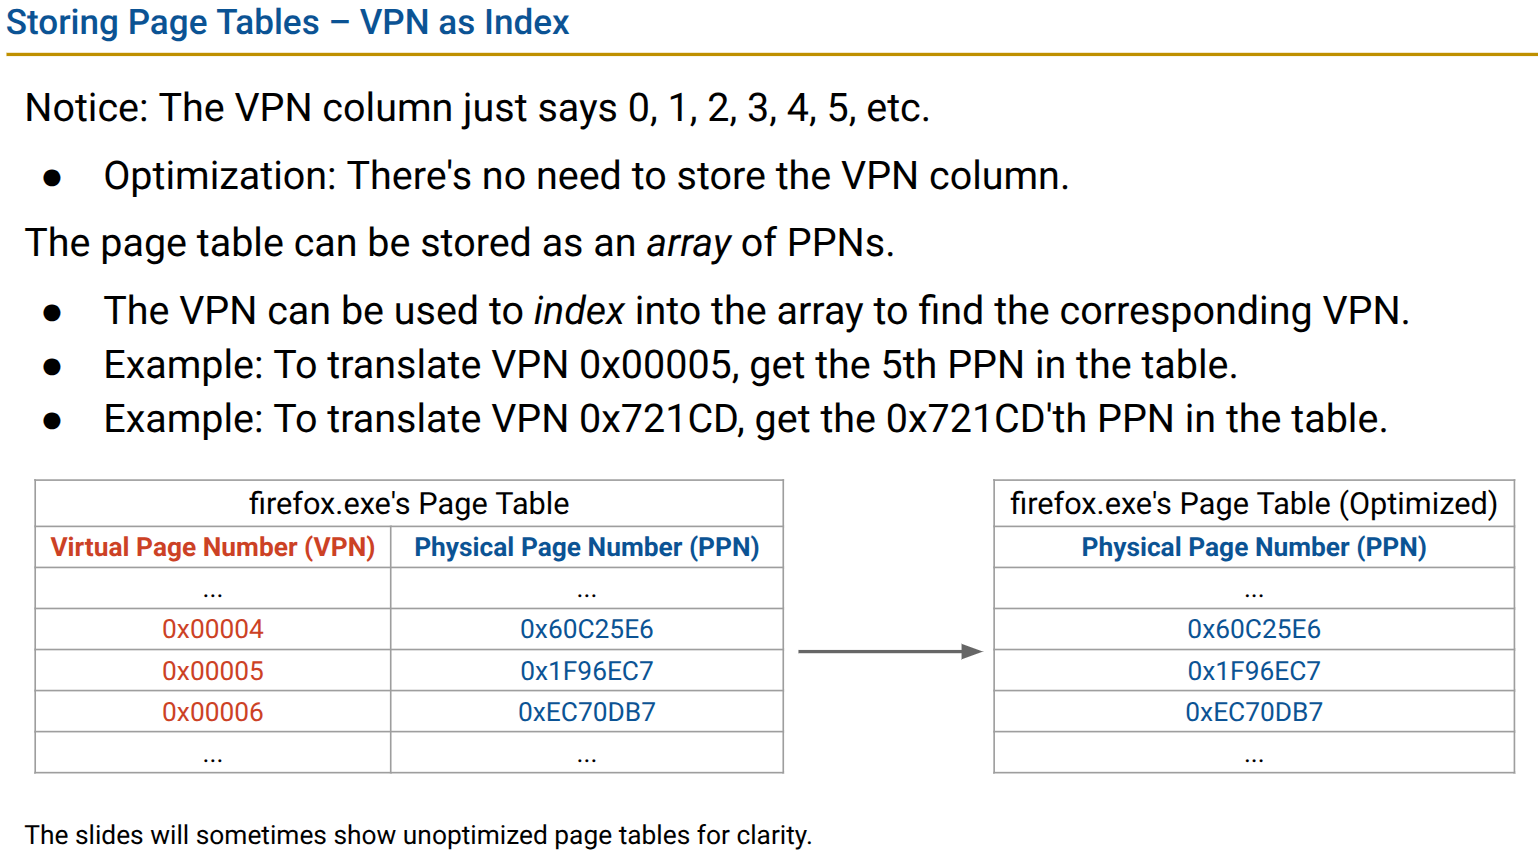 Storing Page Tables – VPN as Index
Notice: The VPN column just says 0, 1, 2, 3, 4, 5, etc.
● Optimization: There's no need to store the VPN column.
The page table can be stored as an array of PPNs.
● The VPN can be used to index into the array to find the corresponding VPN.
● Example: To translate VPN 0x00005, get the 5th PPN in the table.
● Example: To translate VPN 0x721CD, get the 0x721CD'th PPN in the table.
firefox.exe's Page Table
Virtual Page Number (VPN) Physical Page Number (PPN)
... ...
0x00004 0x60C25E6
0x00005 0x1F96EC7
0x00006 0xEC70DB7
... ...
firefox.exe's Page Table (Optimized)
Physical Page Number (PPN)
...
0x60C25E6
0x1F96EC7
0xEC70DB7
...
The slides will sometimes show unoptimized page tables for clarity.